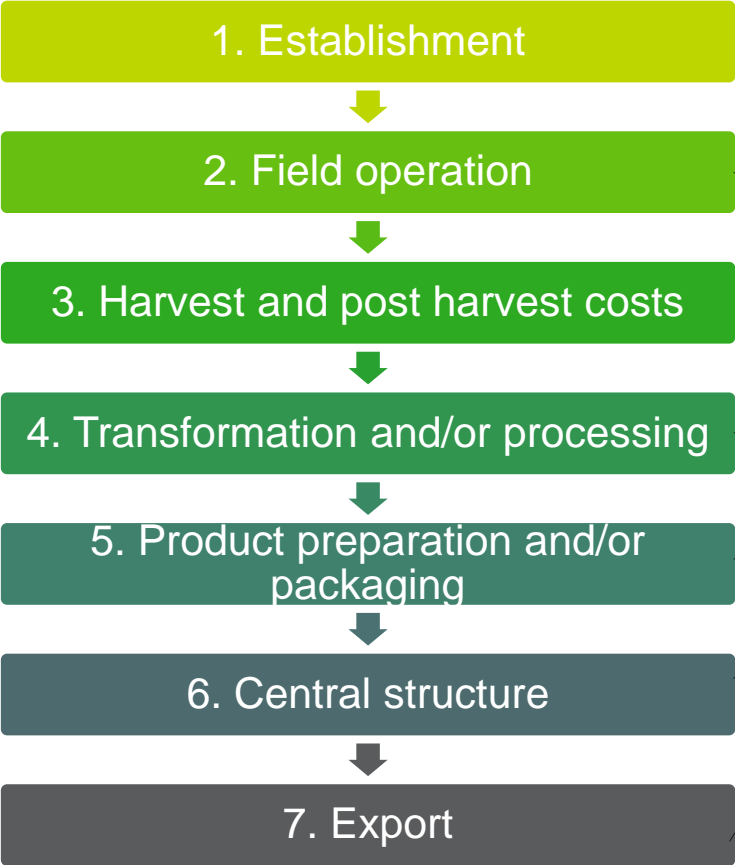 1. Establishment
2. Field operation
3. Harvest and post harvest costs
4. Transformation and/or processing
5. Product preparation and/or
packaging
6. Central structure
7. Export